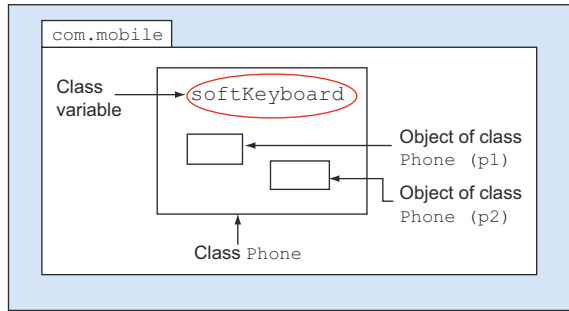 com.mobile
Class
variable
softKeyboard
Object of class
Phone (p1)
Object of class
Phone (p2)
Class Phone